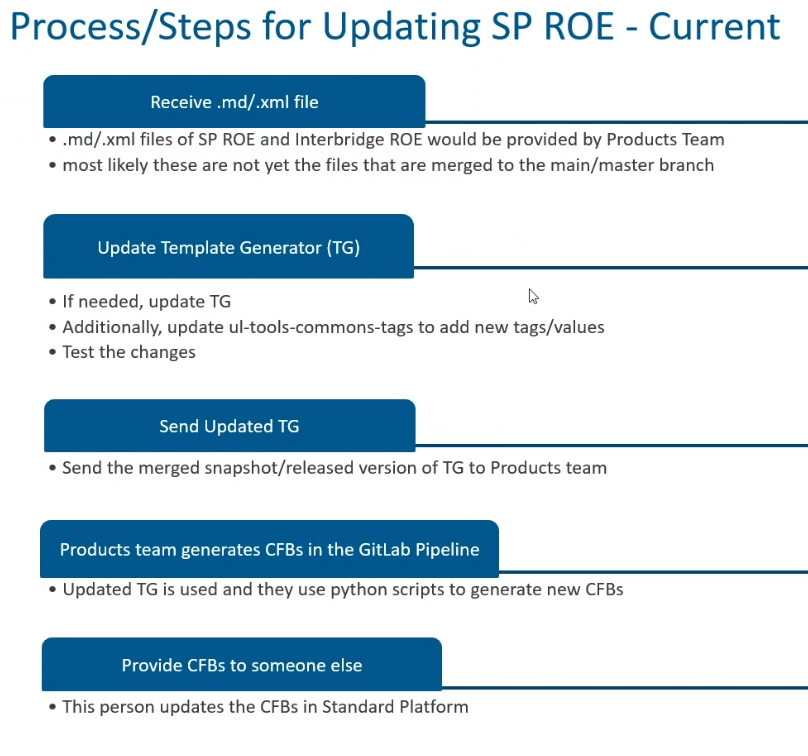 Process/Steps for Updating SP ROE - Current
Receive .md/.xml file
• .md/.xml files of SP ROE and Interbridge ROE would be provided by Products Team
• most likely these are not yet the files that are merged to the main/master branch
Update Template Generator (TG)
• If needed, update TG
• Additionally, update ul-tools-commons-tags to add new tags/values
• Test the changes
Send Updated TG
• Send the merged snapshot/released version of TG to Products team
Products team generates CFBs in the GitLab Pipeline
• Updated TG is used and they use python scripts to generate new CFBs
Provide CFBs to someone else
• This person updates the CFBs in Standard Platform